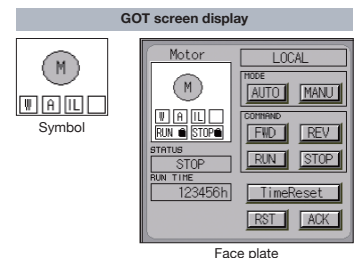 GOT screen display
M
W A IL
Symbol
Motor
M
W A IL
RUN STOP
STATUS
STOP
RUN TIME
123456h
LOCAL
MODE
AUTO MANU
COMMAND
FWD REV
RUN STOP
TimeReset
RST ACK
Face plate